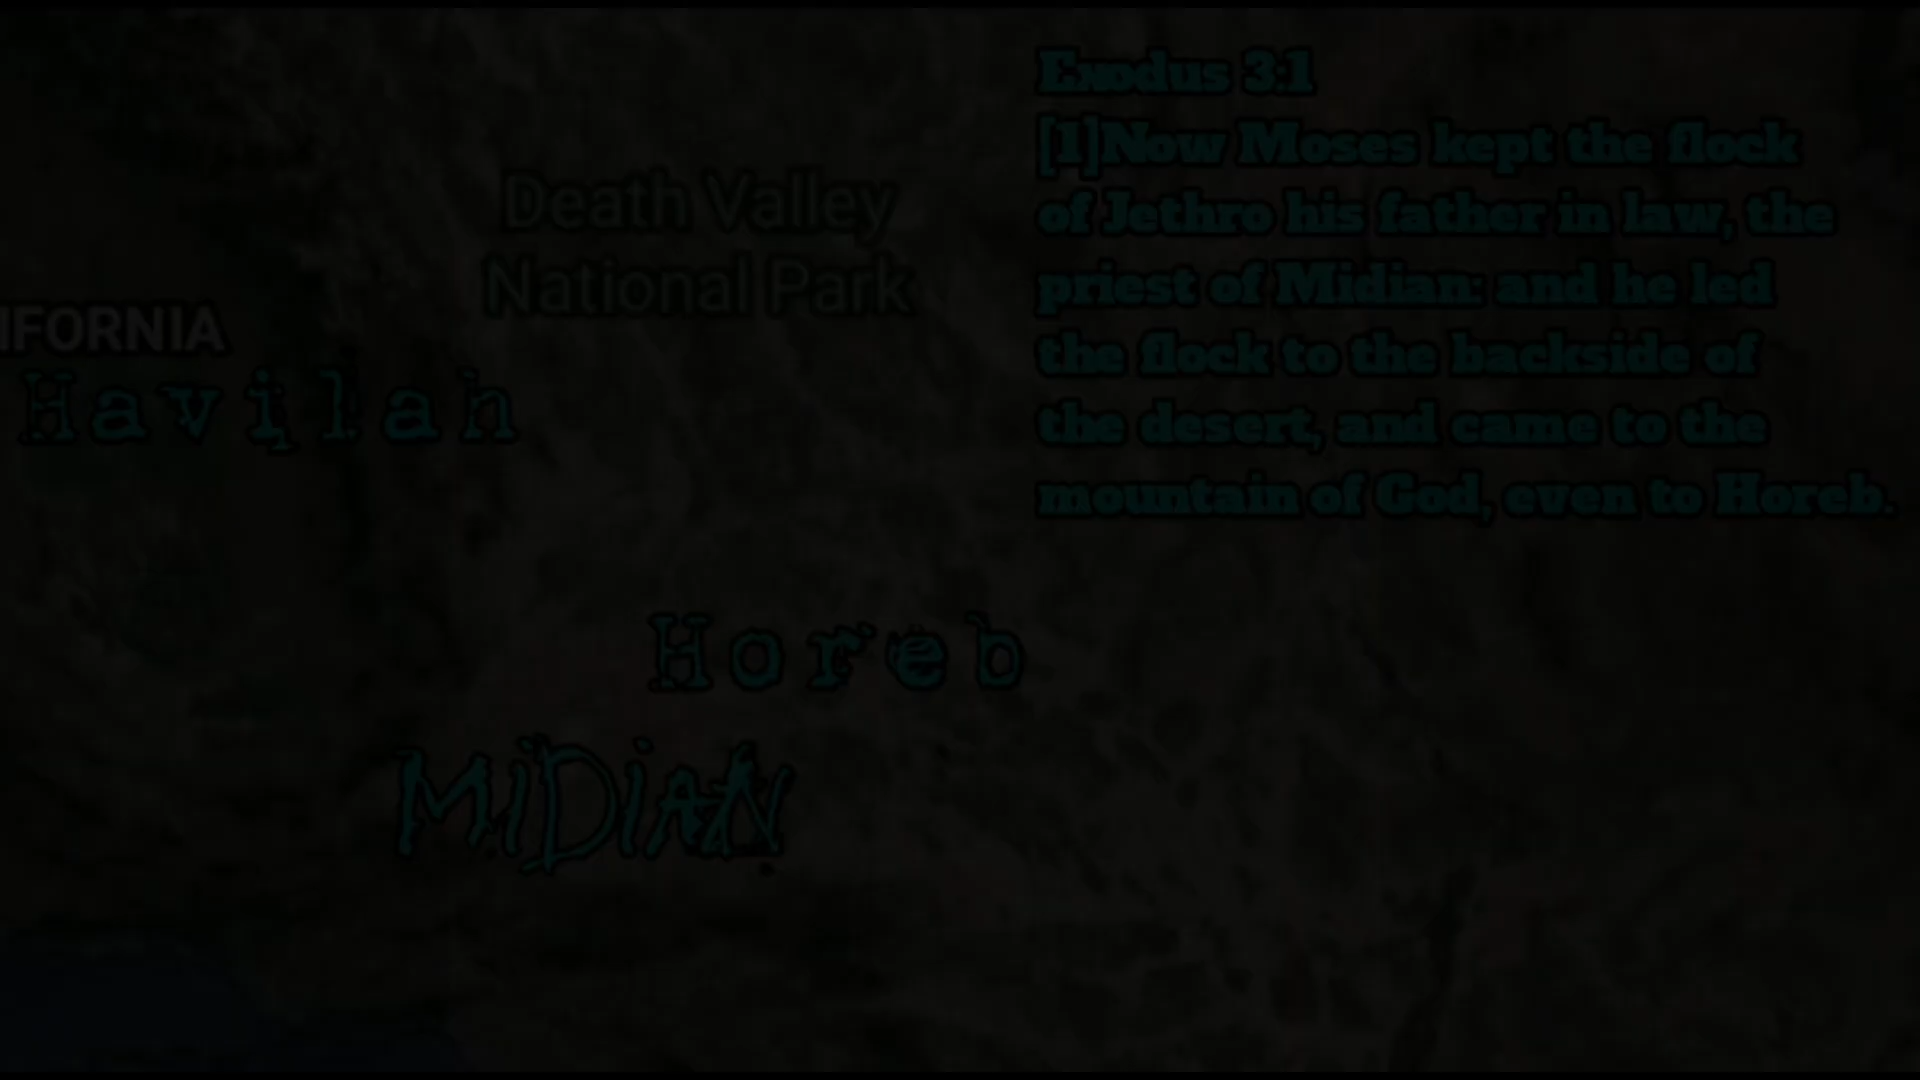 Exodus 3:1
[1]Now Moses kept the flock
of Jethro his father in law, the
priest of Midian: and he led
the flock to the backside of
the desert, and came to the
mountain of God, even to Horeb.
Death Valley
National Park
IFORNIA
Havilah
Horeb
MiDiAN